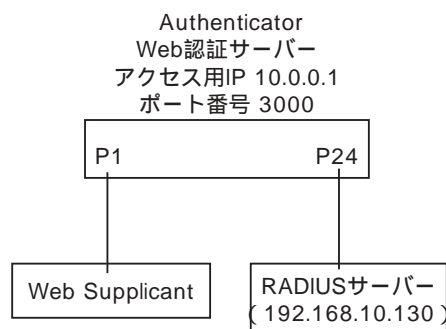 Authenticator
Web認証サーバー
アクセス用IP 10.0.0.1
ポート番号 3000
P1 P24
Web Supplicant
RADIUSサーバー
( 192.168.10.130 )